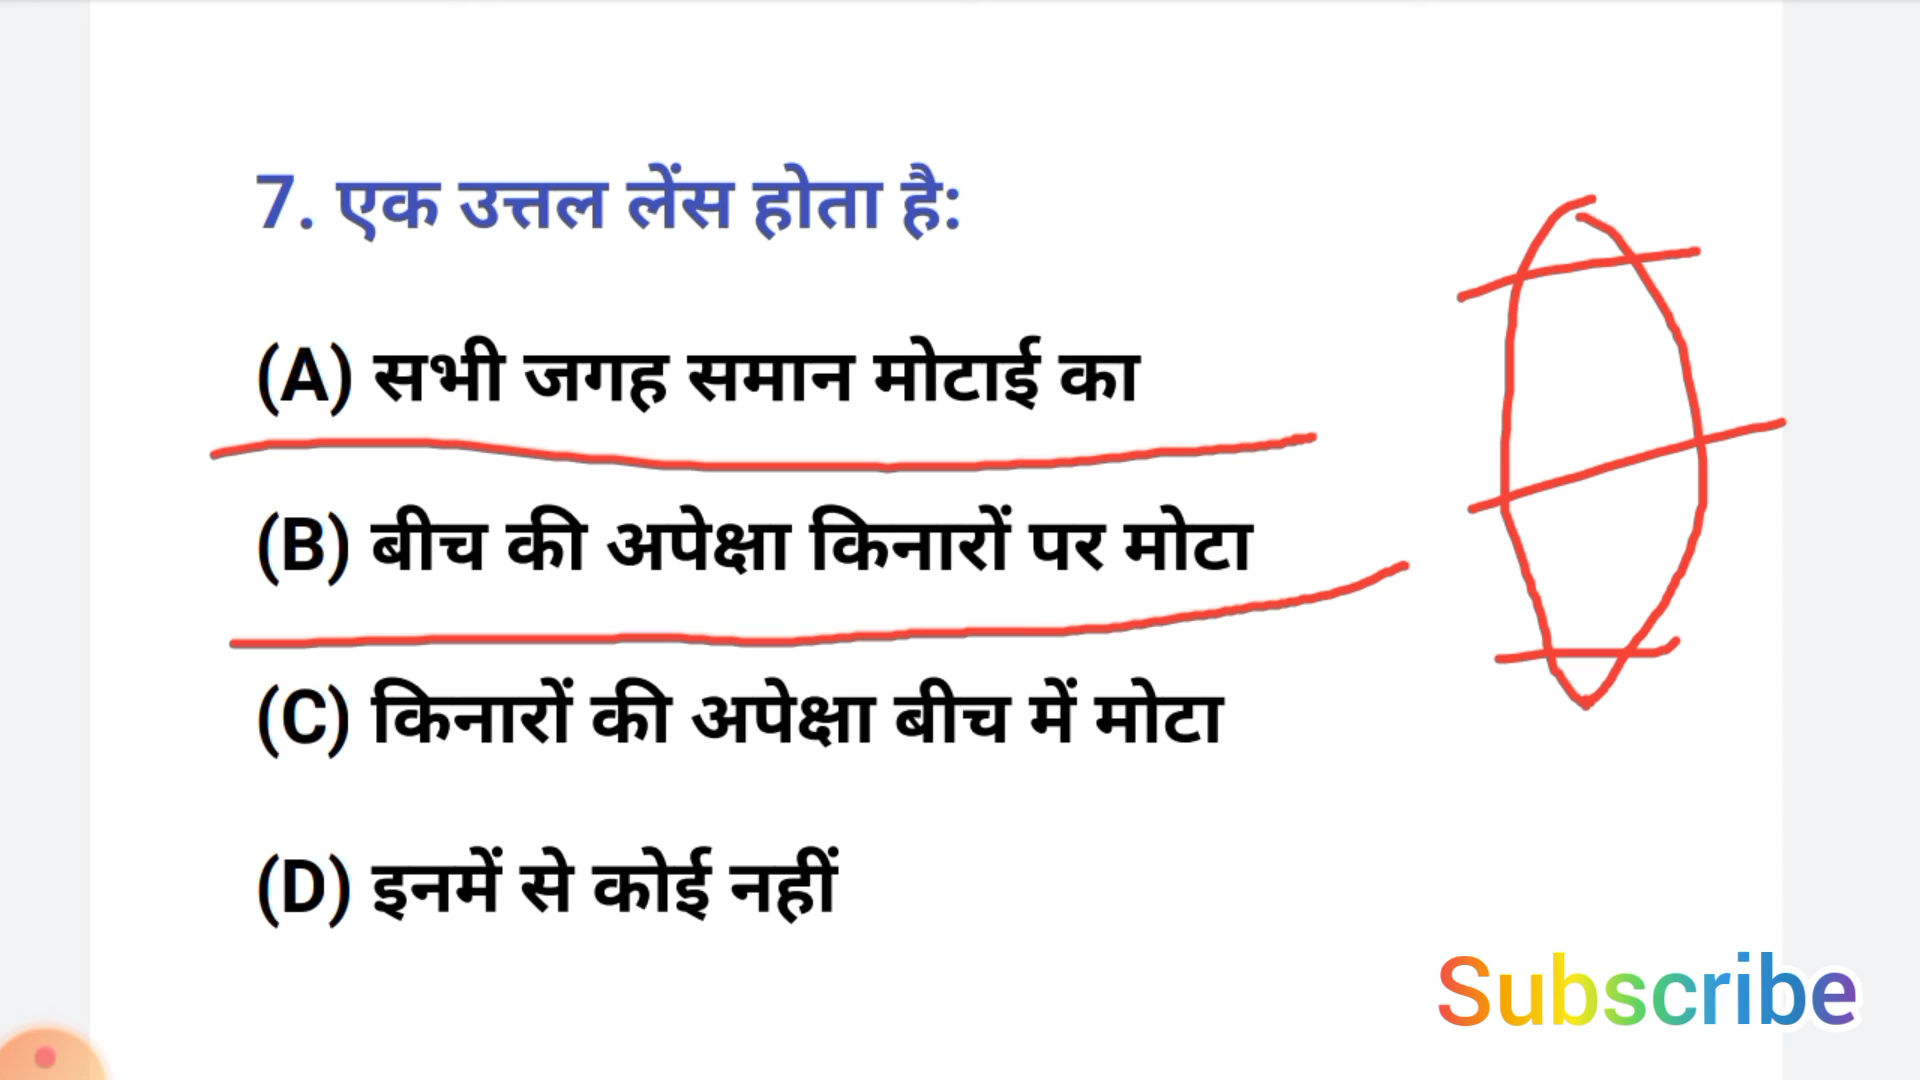 7. एक उत्तल लेंस होता है:
(A) सभी जगह समान मोटाई का
(B) बीच की अपेक्षा किनारों पर मोटा
(C) किनारों की अपेक्षा बीच में मोटा
(D) इनमें से कोई नहीं
Subscribe